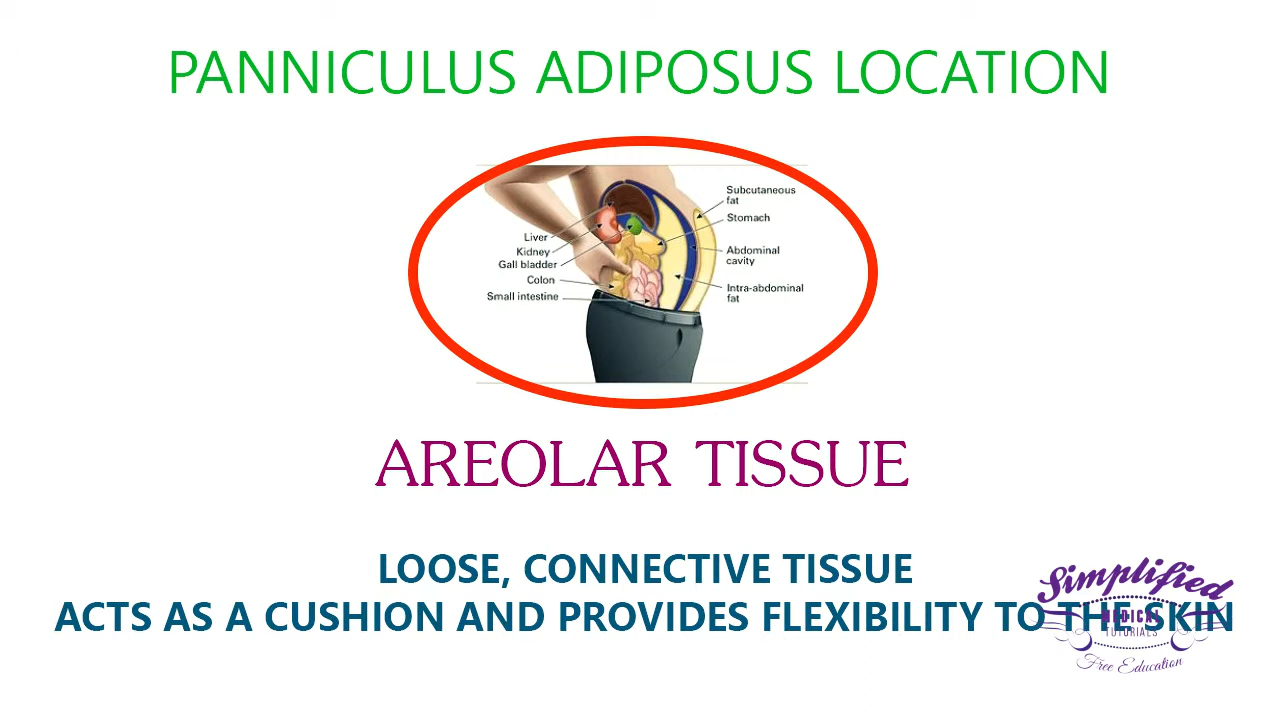 PANNICULUS ADIPOSUS LOCATION
Subcutaneous
fat
Stomach
Liver
Kidney
Gall bladder
Colon
Small intestine
Abdominal
cavity
Intra-abdominal
fat
AREOLAR TISSUE
LOOSE, CONNECTIVE TISSUE
ACTS AS A CUSHION AND PROVIDES FLEXIBILITY TO THE SKIN
Simplified
MEDICAL
TUTORIALS
Free Education